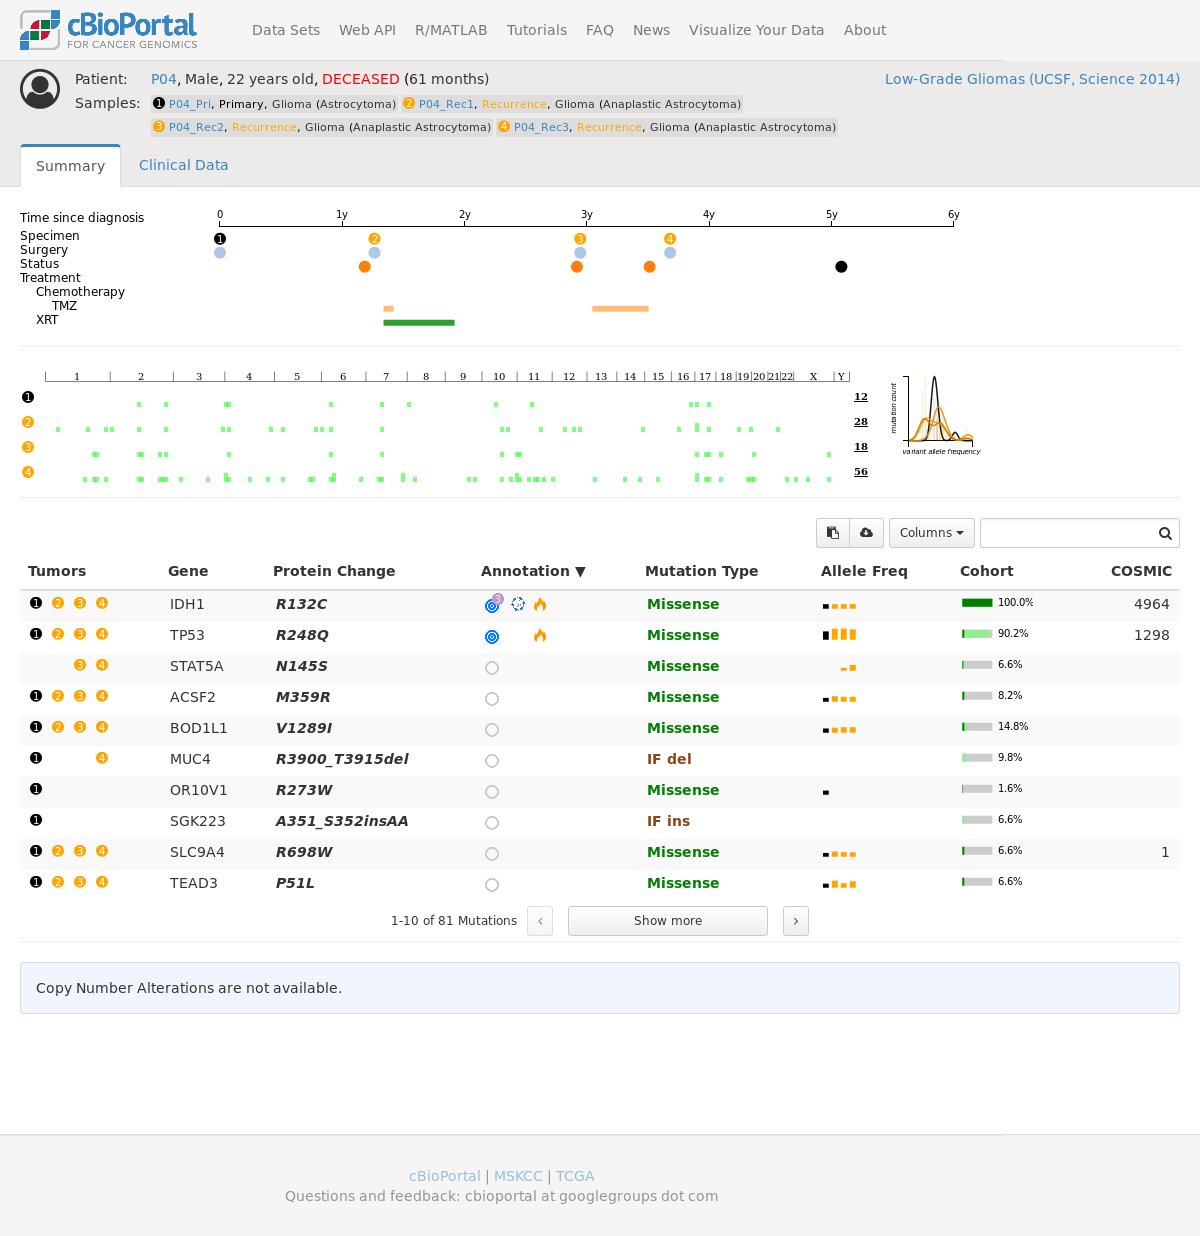 cBioPortal
FOR CANCER GENOMICS
Data Sets Web API R/MATLAB Tutorials FAQ News Visualize Your Data About
Patient: P04, Male, 22 years old, DECEASED (61 months) Low-Grade Gliomas (UCSF, Science 2014)
Samples: 1 P04_Pri, Primary, Glioma (Astrocytoma) 2 P04_Rec1, Recurrence, Glioma (Anaplastic Astrocytoma)
3 P04_Rec2, Recurrence, Glioma (Anaplastic Astrocytoma) 4 P04_Rec3, Recurrence, Glioma (Anaplastic Astrocytoma)
Summary Clinical Data
Time since diagnosis 0 1y 2y 3y 4y 5y 6y
Specimen 1 2 3 4
Surgery
Status
Treatment
Chemotherapy
TMZ
XRT
1 2 3 4 5 6 7 8 9 10 11 12 13 14 15 16 17 18 19 20 21 22 X Y
1 12
2 28
3 18
4 56
mutation count
variant allele frequency
Columns
Tumors Gene Protein Change Annotation ▼ Mutation Type Allele Freq Cohort COSMIC
1 2 3 4 IDH1 R132C 3 Missense 100.0% 4964
1 2 3 4 TP53 R248Q Missense 90.2% 1298
3 4 STAT5A N145S Missense 6.6%
1 2 3 4 ACSF2 M359R Missense 8.2%
1 2 3 4 BOD1L1 V1289I Missense 14.8%
1 4 MUC4 R3900_T3915del IF del 9.8%
1 OR10V1 R273W Missense 1.6%
1 SGK223 A351_S352insAA IF ins 6.6%
1 2 3 4 SLC9A4 R698W Missense 6.6% 1
1 2 3 4 TEAD3 P51L Missense 6.6%
1-10 of 81 Mutations ‹ Show more ›
Copy Number Alterations are not available.
cBioPortal | MSKCC | TCGA
Questions and feedback: cbioportal at googlegroups dot com